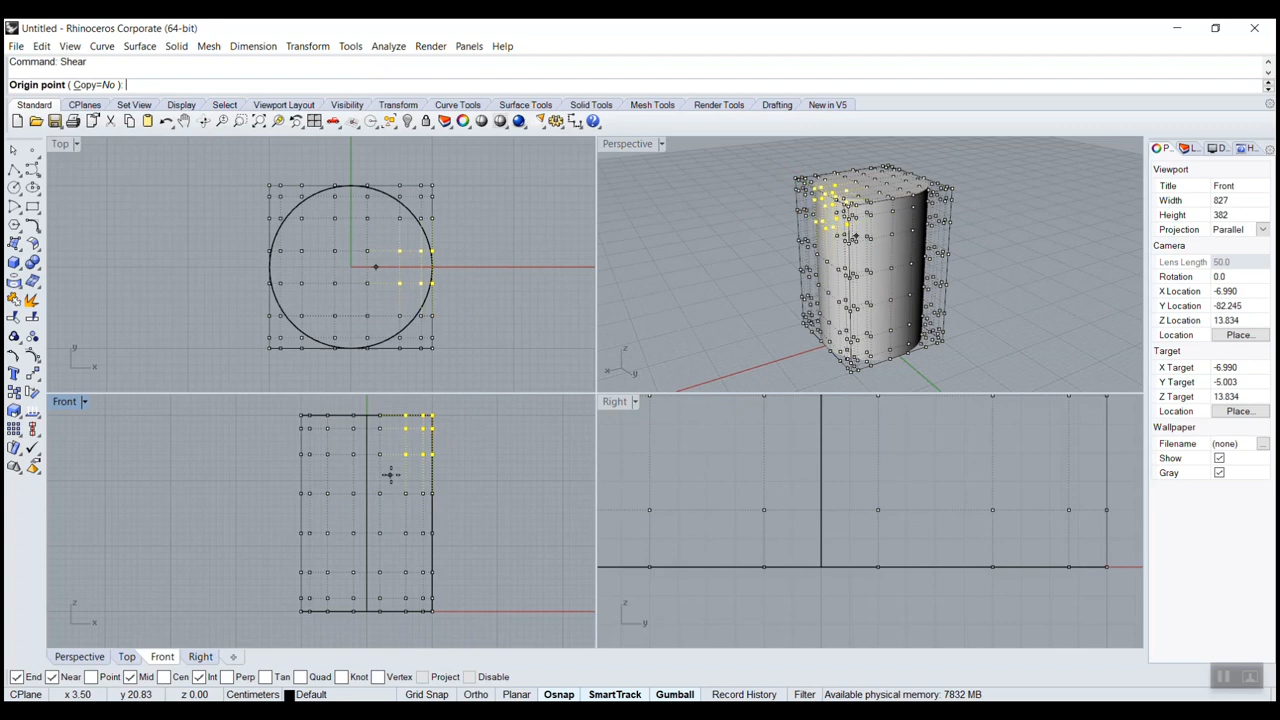 Untitled - Rhinoceros Corporate (64-bit)
File Edit View Curve Surface Solid Mesh Dimension Transform Tools Analyze Render Panels Help
Command: Shear
Origin point ( Copy=No ):
Standard CPlanes Set View Display Select Viewport Layout Visibility Transform Curve Tools Surface Tools Solid Tools Mesh Tools Render Tools Drafting New in V5
Top
Perspective
P... L... D... H...
Viewport
Title Front
Width 827
Height 382
Projection Parallel
Camera
Lens Length 50.0
Rotation 0.0
X Location -6.990
Y Location -82.245
Z Location 13.834
Location Place...
Target
X Target -6.990
Y Target -5.003
Z Target 13.834
Location Place...
Wallpaper
Filename (none) ...
Show
Gray
y
x
z
x
y
Front
Right
z
x
z
y
Perspective Top Front Right
End Near Point Mid Cen Int Perp Tan Quad Knot Vertex Project Disable
CPlane x 3.50 y 20.83 z 0.00 Centimeters Default Grid Snap Ortho Planar Osnap SmartTrack Gumball Record History Filter Available physical memory: 7832 MB